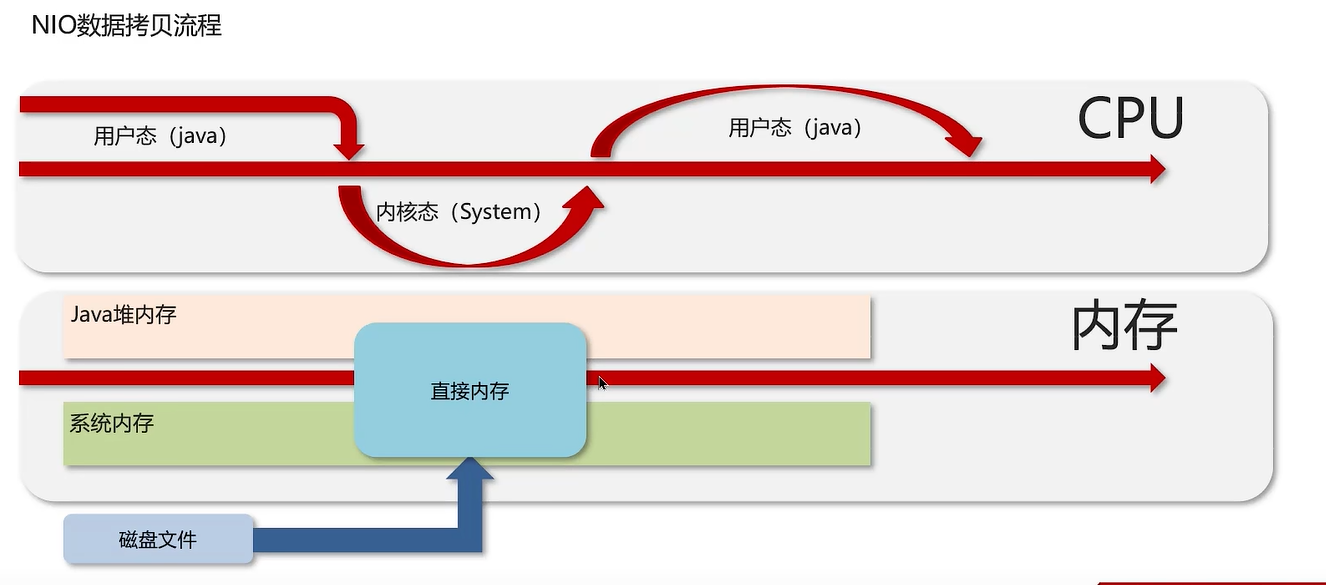 NIO数据拷贝流程
CPU
用户态（java）
用户态（java）
内核态（System）
内存
Java堆内存
直接内存
系统内存
磁盘文件